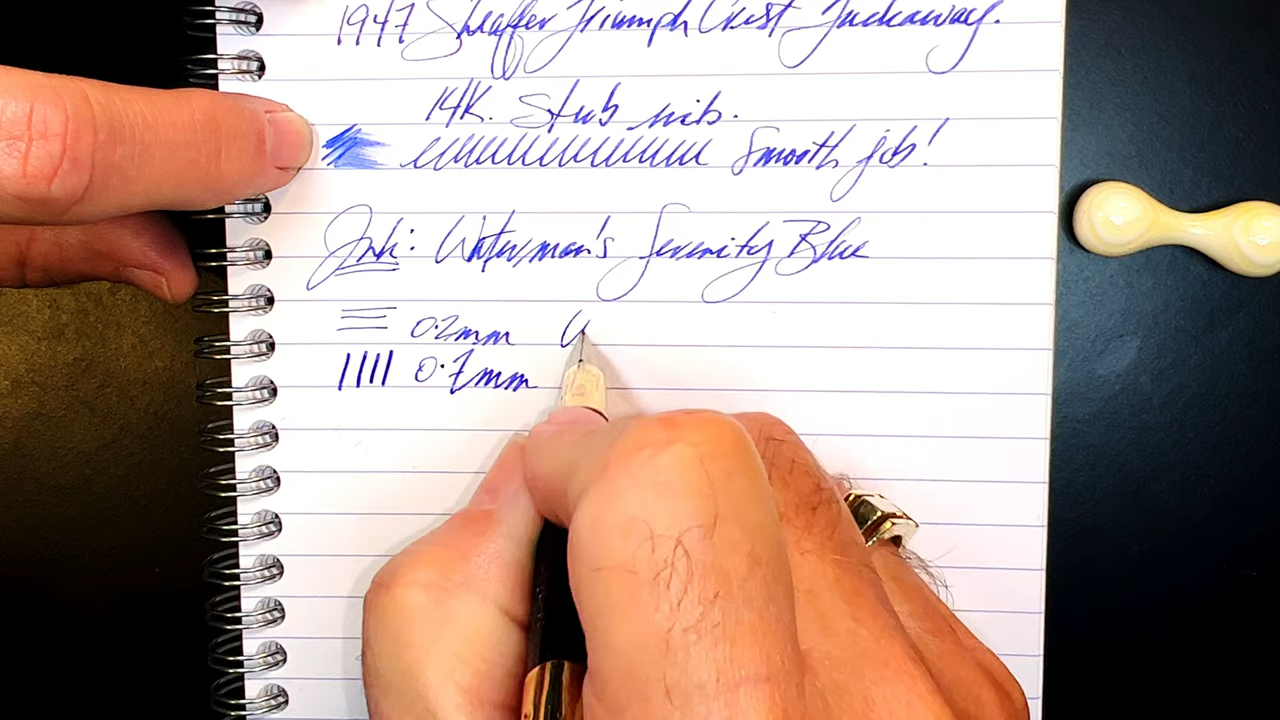 1947 Sheaffer Triumph Crest Tuckaway.
14K. Stub nib.
Smooth job!
Ink: Waterman's Serenity Blue
0.2mm
0.7mm